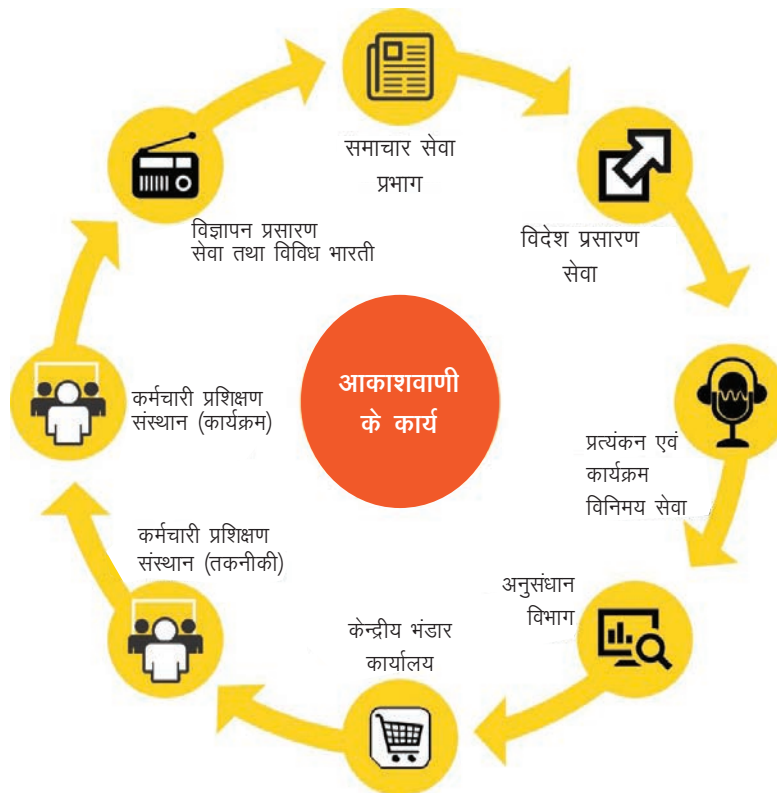 समाचार सेवा
प्रभाग
विदेश प्रसारण
सेवा
प्रत्यंकन एवं
कार्यक्रम
विनिमय सेवा
अनुसंधान
विभाग
केन्द्रीय भंडार
कार्यालय
कर्मचारी प्रशिक्षण
संस्थान (तकनीकी)
कर्मचारी प्रशिक्षण
संस्थान (कार्यक्रम)
विज्ञापन प्रसारण
सेवा तथा विविध भारती
आकाशवाणी
के कार्य